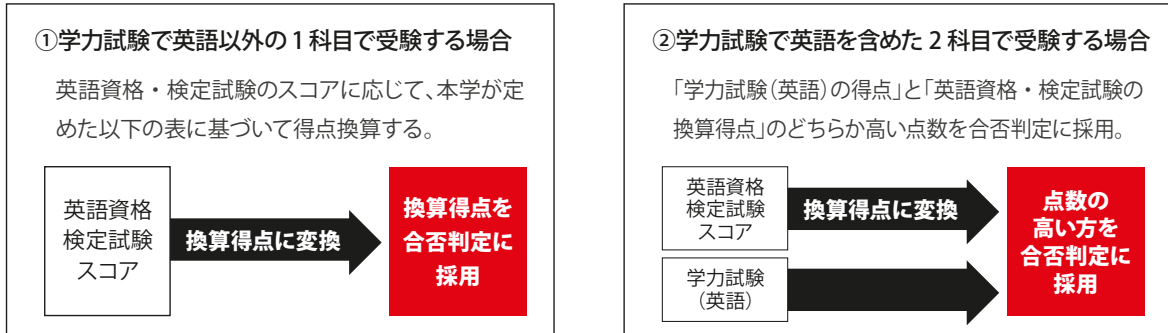 ①学力試験で英語以外の1科目で受験する場合
英語資格・検定試験のスコアに応じて、本学が定
めた以下の表に基づいて得点換算する。
英語資格
検定試験
スコア
換算得点に変換
換算得点を
合否判定に
採用
②学力試験で英語を含めた2科目で受験する場合
「学力試験(英語)の得点」と「英語資格・検定試験の
換算得点」のどちらか高い点数を合否判定に採用。
英語資格
検定試験
スコア
換算得点に変換
学力試験
(英語)
点数の
高い方を
合否判定に
採用